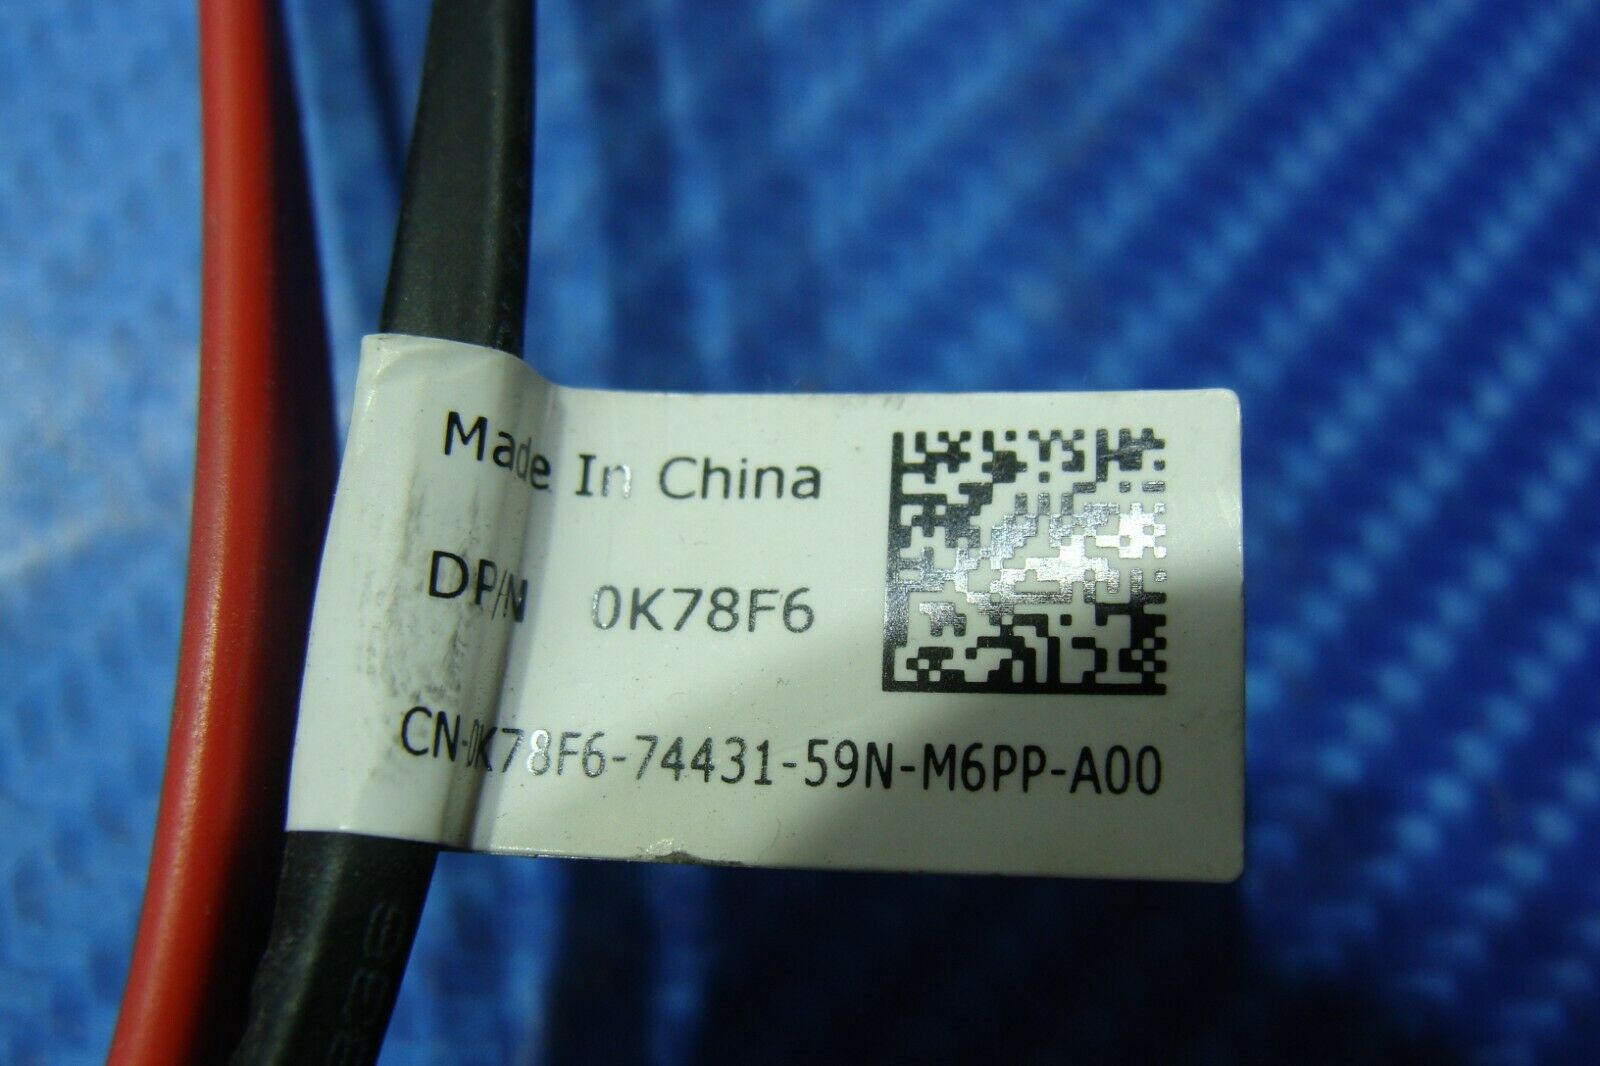 Made In China
DP/N 0K78F6
CN-0K78F6-74431-59N-M6PP-A00